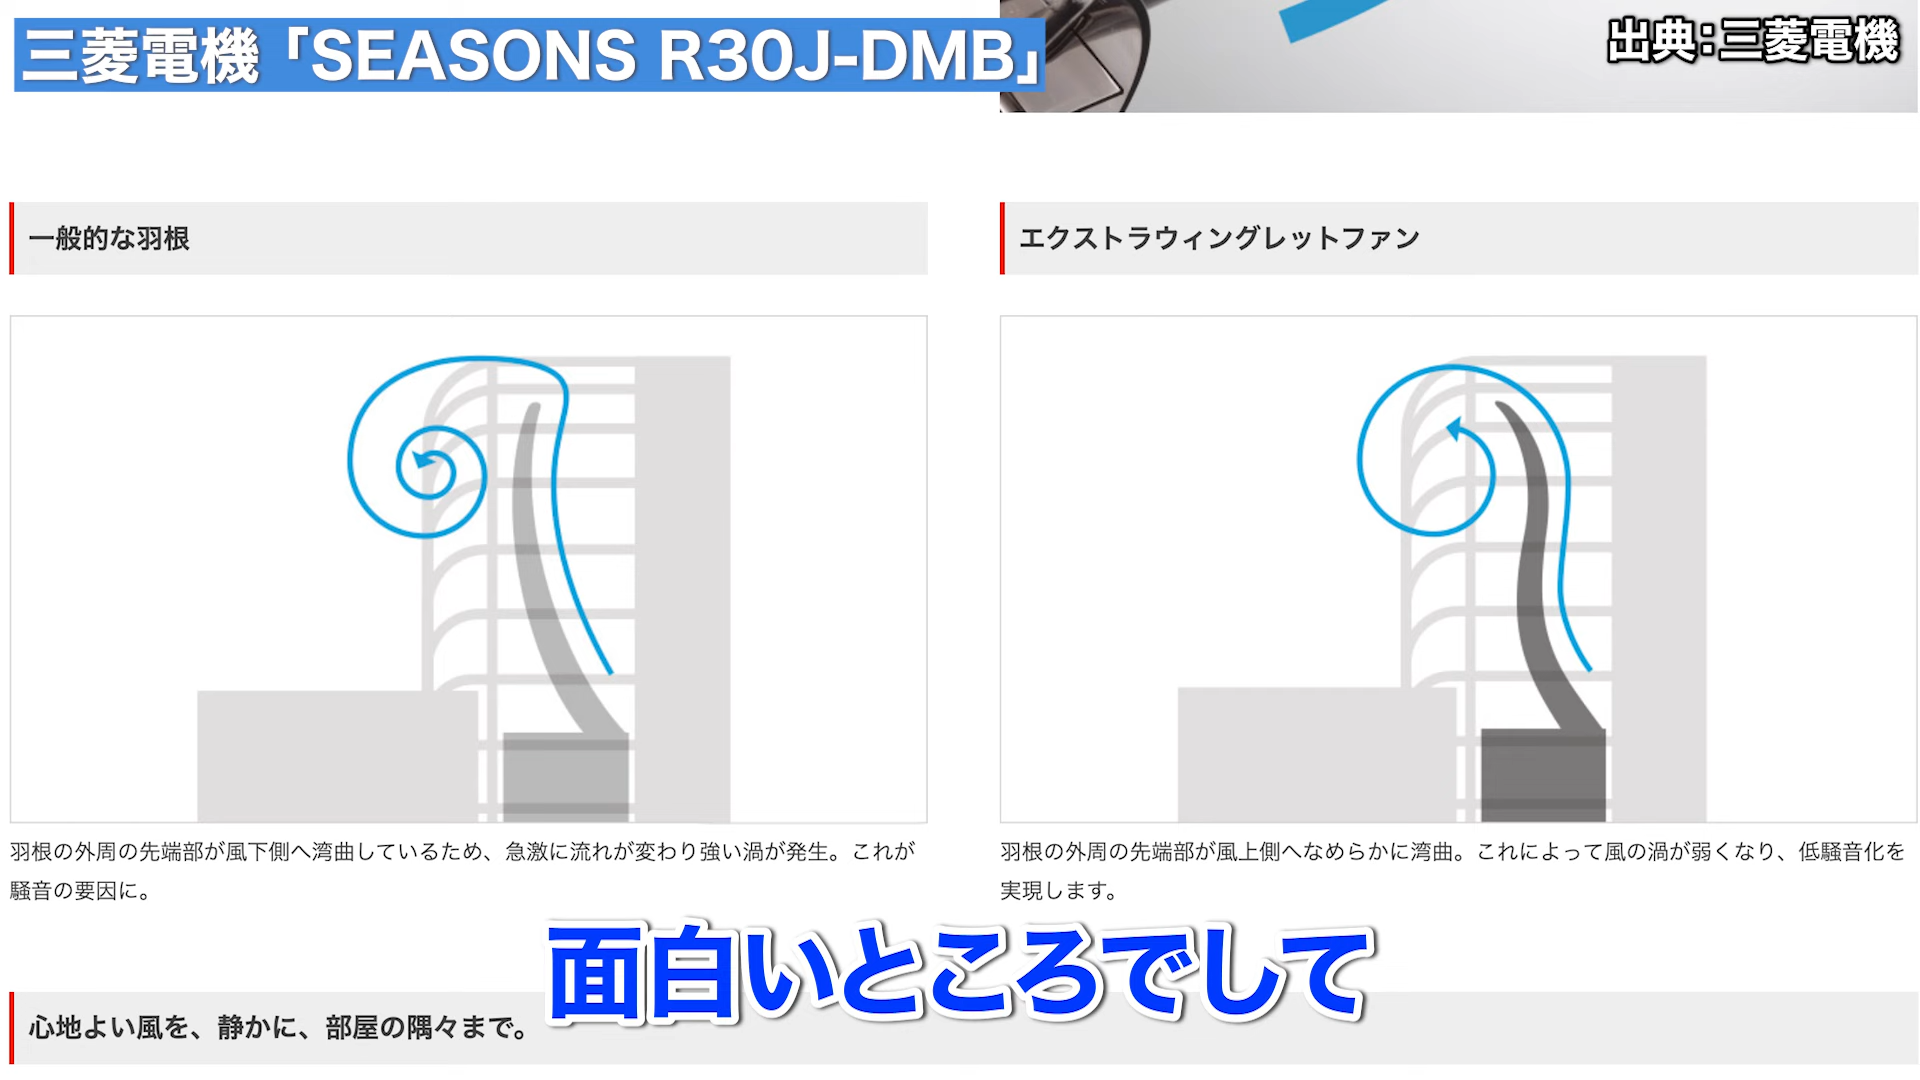 三菱電機「SEASONS R30J-DMB」
出典:三菱電機
一般的な羽根
エクストラウィングレットファン
羽根の外周の先端部が風下側へ湾曲しているため、急激に流れが変わり強い渦が発生。これが
騒音の要因に。
羽根の外周の先端部が風上側へなめらかに湾曲。これによって風の渦が弱くなり、低騒音化を
実現します。
面白いところでして
心地よい風を、静かに、部屋の隅々まで。